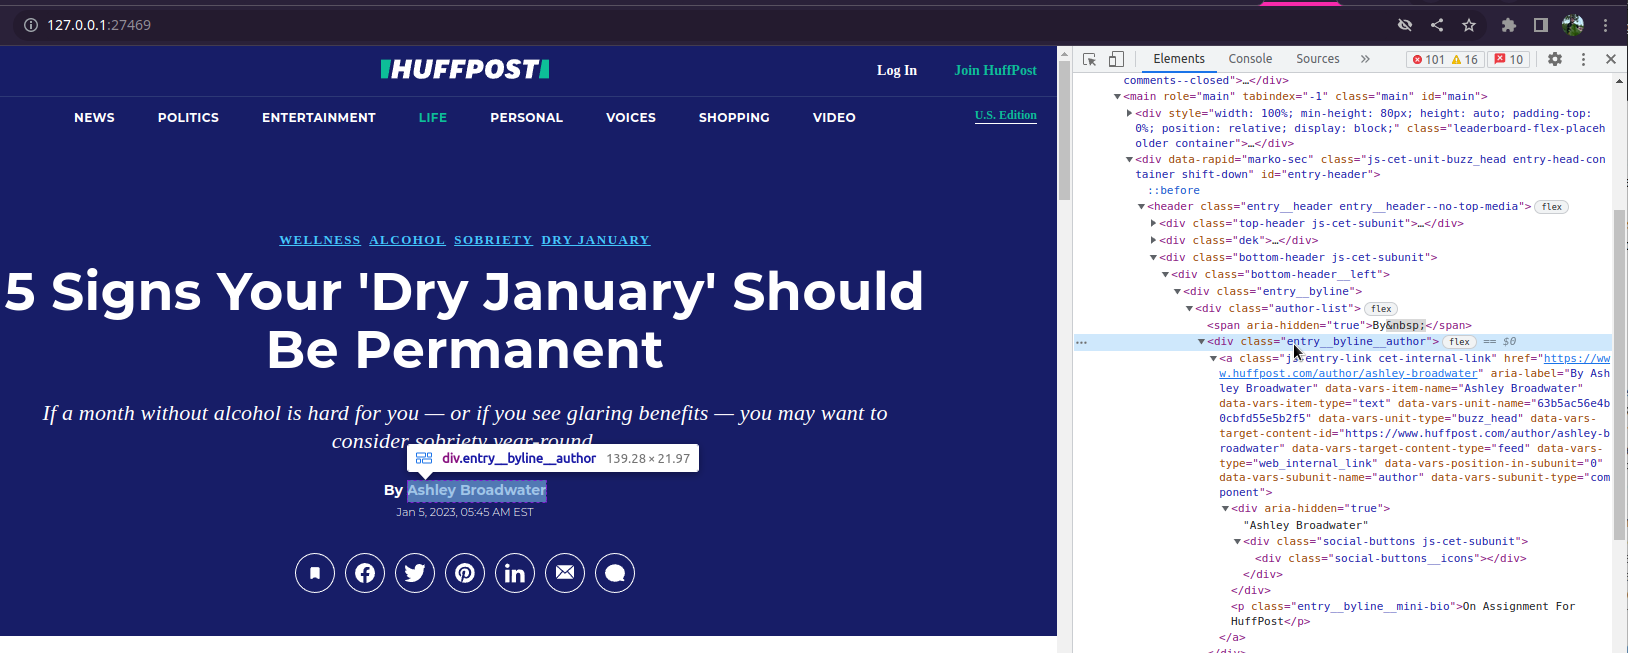 127.0.0.1:27469
HUFFPOST
Log In
Join HuffPost
NEWS POLITICS ENTERTAINMENT LIFE PERSONAL VOICES SHOPPING VIDEO
U.S. Edition
WELLNESS ALCOHOL SOBRIETY DRY JANUARY
5 Signs Your 'Dry January' Should
Be Permanent
If a month without alcohol is hard for you — or if you see glaring benefits — you may want to
consider sobriety year-round.
div.entry__byline__author 139.28 × 21.97
By Ashley Broadwater
Jan 5, 2023, 05:45 AM EST
Elements Console Sources » 101 16 10
comments--closed">…</div>
<main role="main" tabindex="-1" class="main" id="main">
<div style="width: 100%; min-height: 80px; height: auto; padding-top:
0%; position: relative; display: block;" class="leaderboard-flex-placeh
older container">…</div>
<div data-rapid="marko-sec" class="js-cet-unit-buzz_head entry-head-con
tainer shift-down" id="entry-header">
::before
<header class="entry__header entry__header--no-top-media"> flex
<div class="top-header js-cet-subunit">…</div>
<div class="dek">…</div>
<div class="bottom-header js-cet-subunit">
<div class="bottom-header__left">
<div class="entry__byline">
<div class="author-list"> flex
<span aria-hidden="true">By&nbsp;</span>
<div class="entry__byline__author"> flex == $0
<a class="js-entry-link cet-internal-link" href="https://ww
w.huffpost.com/author/ashley-broadwater" aria-label="By Ash
ley Broadwater" data-vars-item-name="Ashley Broadwater"
data-vars-item-type="text" data-vars-unit-name="63b5ac56e4b
0cbfd55e5b2f5" data-vars-unit-type="buzz_head" data-vars-
target-content-id="https://www.huffpost.com/author/ashley-b
roadwater" data-vars-target-content-type="feed" data-vars-
type="web_internal_link" data-vars-position-in-subunit="0"
data-vars-subunit-name="author" data-vars-subunit-type="com
ponent">
<div aria-hidden="true">
"Ashley Broadwater"
<div class="social-buttons js-cet-subunit">
<div class="social-buttons__icons"></div>
</div>
</div>
<p class="entry__byline__mini-bio">On Assignment For
HuffPost</p>
</a>
</div>